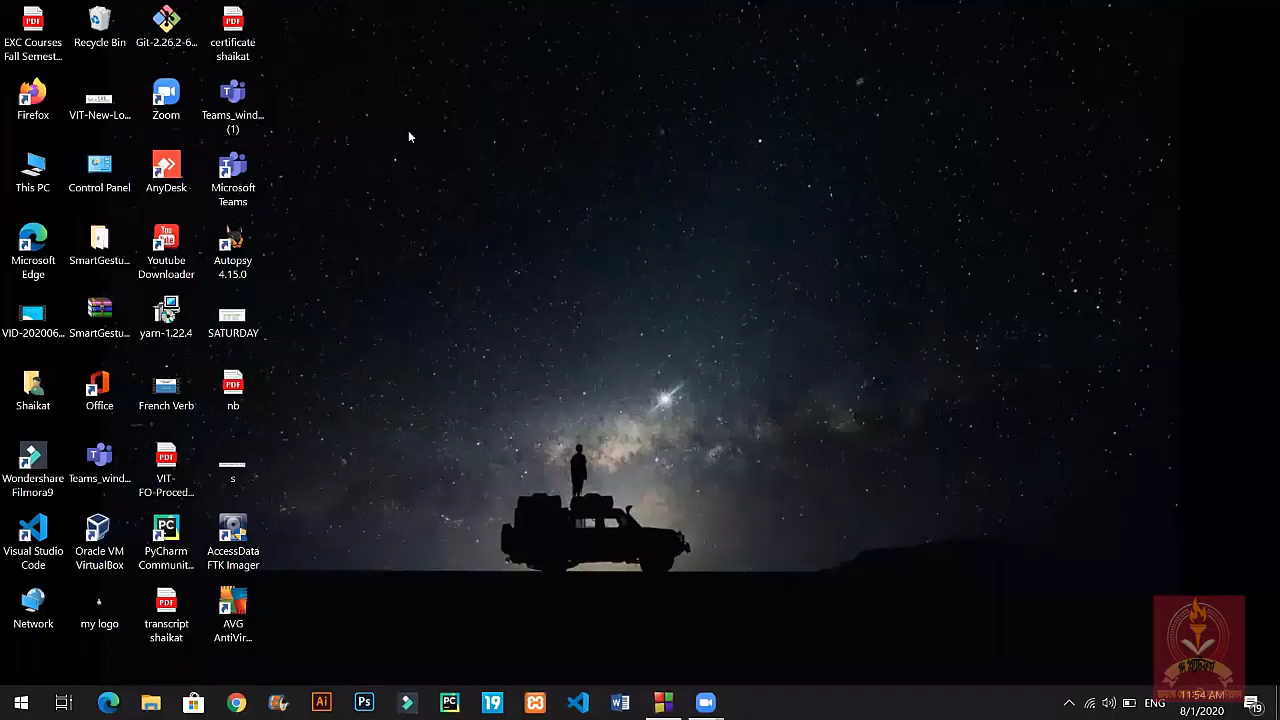 EXC Courses
Fall Semest...
Recycle Bin
Git-2.26.2-6...
certificate
shaikat
Firefox
VIT-New-Lo...
Zoom
Teams_wind...
(1)
This PC
Control Panel
AnyDesk
Microsoft
Teams
Microsoft
Edge
SmartGestu...
Youtube
Downloader
Autopsy
4.15.0
VID-202006...
SmartGestu...
yarn-1.22.4
SATURDAY
Shaikat
Office
French Verb
nb
Wondershare
Filmora9
Teams_wind...
VIT-
FO-Proced...
s
Visual Studio
Code
Oracle VM
VirtualBox
PyCharm
Communit...
AccessData
FTK Imager
Network
my logo
transcript
shaikat
AVG
AntiVir...
ENG
11:54 AM
8/1/2020
19